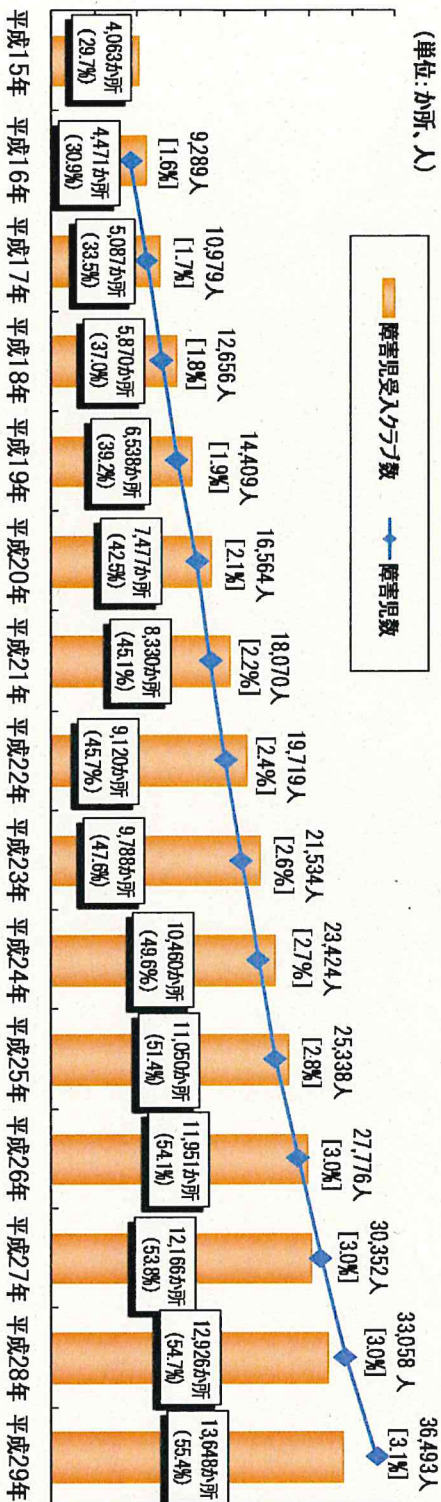 (単位:か所、人)
障害児受入クラブ数
障害児数
4,063か所
(29.7%)
9,289人
[1.6%]
4,471か所
(30.9%)
10,979人
[1.7%]
5,087か所
(33.5%)
12,656人
[1.8%]
5,870か所
(37.0%)
14,409人
[1.9%]
6,538か所
(39.2%)
16,564人
[2.1%]
7,477か所
(42.5%)
18,070人
[2.2%]
8,330か所
(45.1%)
19,719人
[2.4%]
9,120か所
(45.7%)
21,534人
[2.6%]
9,788か所
(47.6%)
23,424人
[2.7%]
10,460か所
(49.6%)
25,338人
[2.8%]
11,050か所
(51.4%)
27,776人
[3.0%]
11,951か所
(54.1%)
30,352人
[3.0%]
12,166か所
(53.8%)
33,058 人
[3.0%]
12,926か所
(54.7%)
36,493人
[3.1%]
13,648か所
(55.4%)
平成15年
平成16年
平成17年
平成18年
平成19年
平成20年
平成21年
平成22年
平成23年
平成24年
平成25年
平成26年
平成27年
平成28年
平成29年